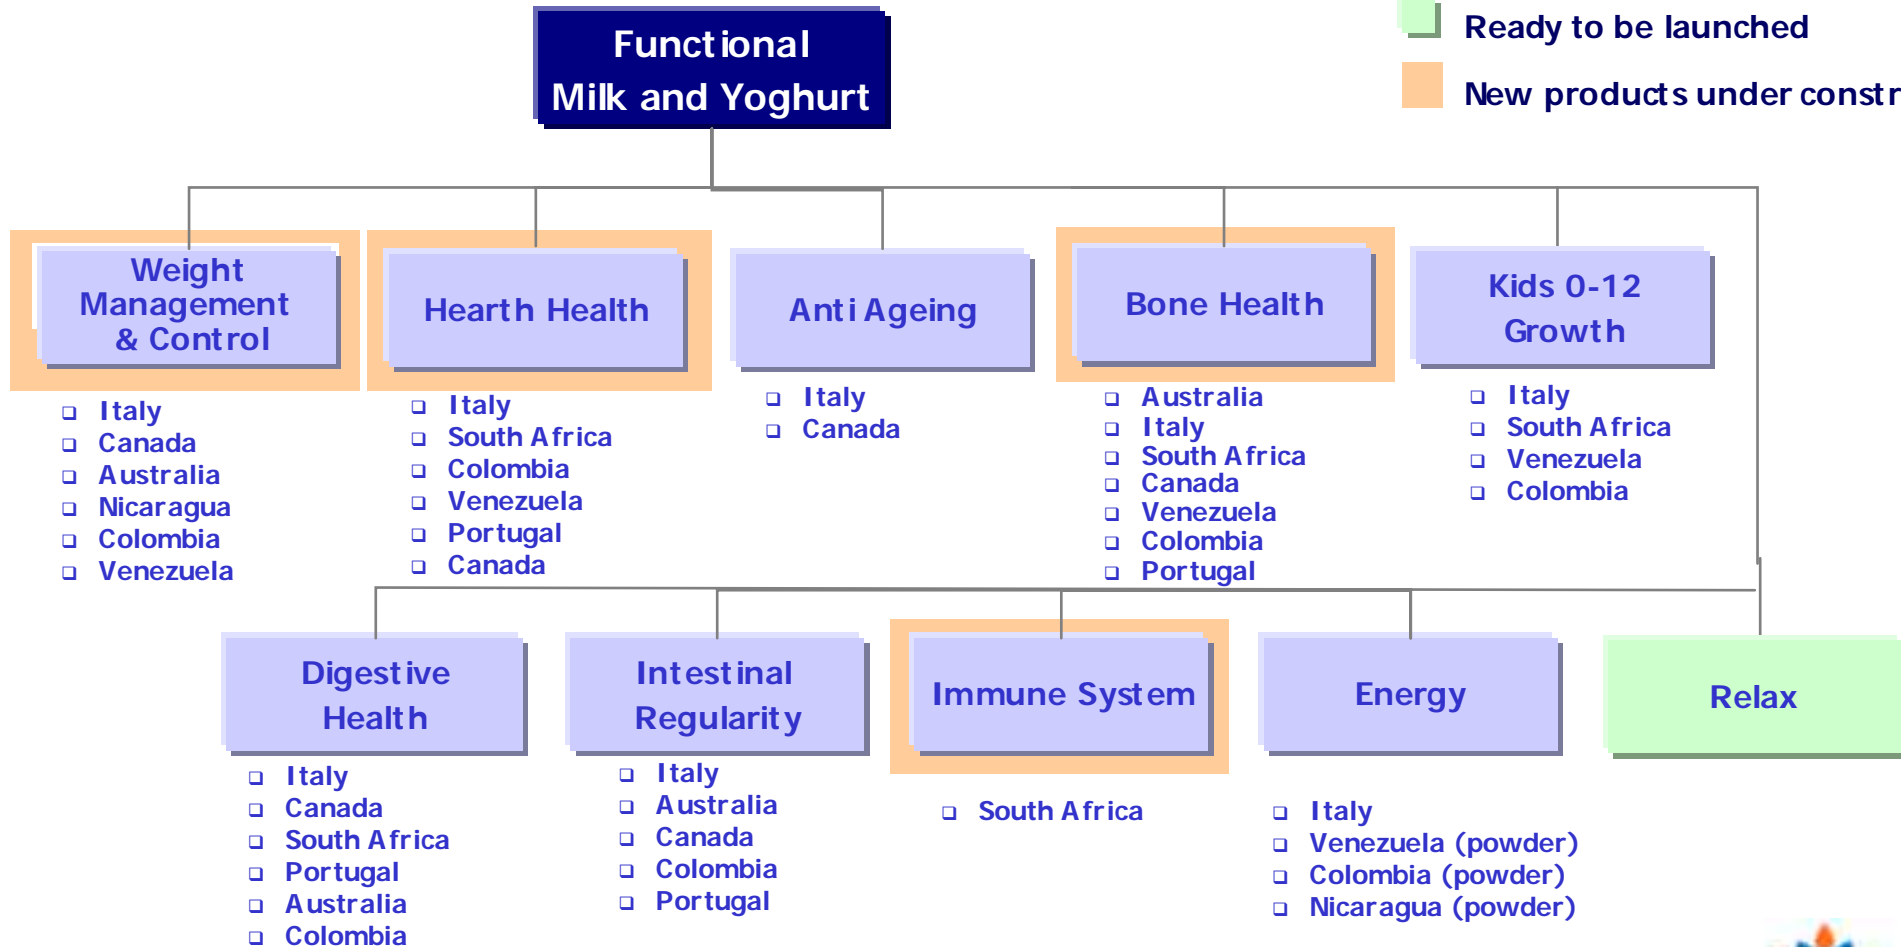 Functional
Milk and Yoghurt
Ready to be launched
New products under constr
Weight
Management
& Control
Hearth Health
Anti Ageing
Bone Health
Kids 0-12
Growth
Italy
Canada
Australia
Nicaragua
Colombia
Venezuela
Italy
South Africa
Colombia
Venezuela
Portugal
Canada
Italy
Canada
Australia
Italy
South Africa
Canada
Venezuela
Colombia
Portugal
Italy
South Africa
Venezuela
Colombia
Digestive
Health
Intestinal
Regularity
Immune System
Energy
Relax
Italy
Canada
South Africa
Portugal
Australia
Colombia
Italy
Australia
Canada
Colombia
Portugal
South Africa
Italy
Venezuela (powder)
Colombia (powder)
Nicaragua (powder)